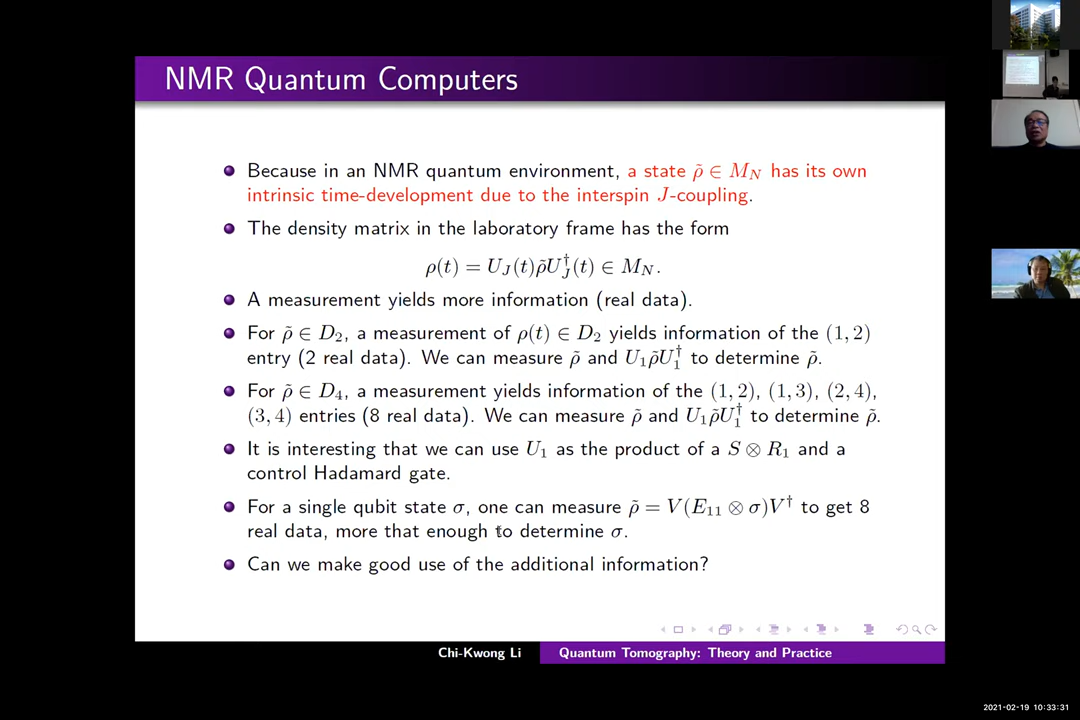 NMR Quantum Computers
Because in an NMR quantum environment, a state ρ̃ ∈ M_N has its own
intrinsic time-development due to the interspin J-coupling.
The density matrix in the laboratory frame has the form
ρ(t) = U_J(t)ρ̃U_J^†(t) ∈ M_N.
A measurement yields more information (real data).
For ρ̃ ∈ D_2, a measurement of ρ(t) ∈ D_2 yields information of the (1, 2)
entry (2 real data). We can measure ρ̃ and U_1ρ̃U_1^† to determine ρ̃.
For ρ̃ ∈ D_4, a measurement yields information of the (1, 2), (1, 3), (2, 4),
(3, 4) entries (8 real data). We can measure ρ̃ and U_1ρ̃U_1^† to determine ρ̃.
It is interesting that we can use U_1 as the product of a S ⊗ R_1 and a
control Hadamard gate.
For a single qubit state σ, one can measure ρ̃ = V(E_11 ⊗ σ)V^† to get 8
real data, more that enough to determine σ.
Can we make good use of the additional information?
Chi-Kwong Li
Quantum Tomography: Theory and Practice
2021-02-19 10:33:31